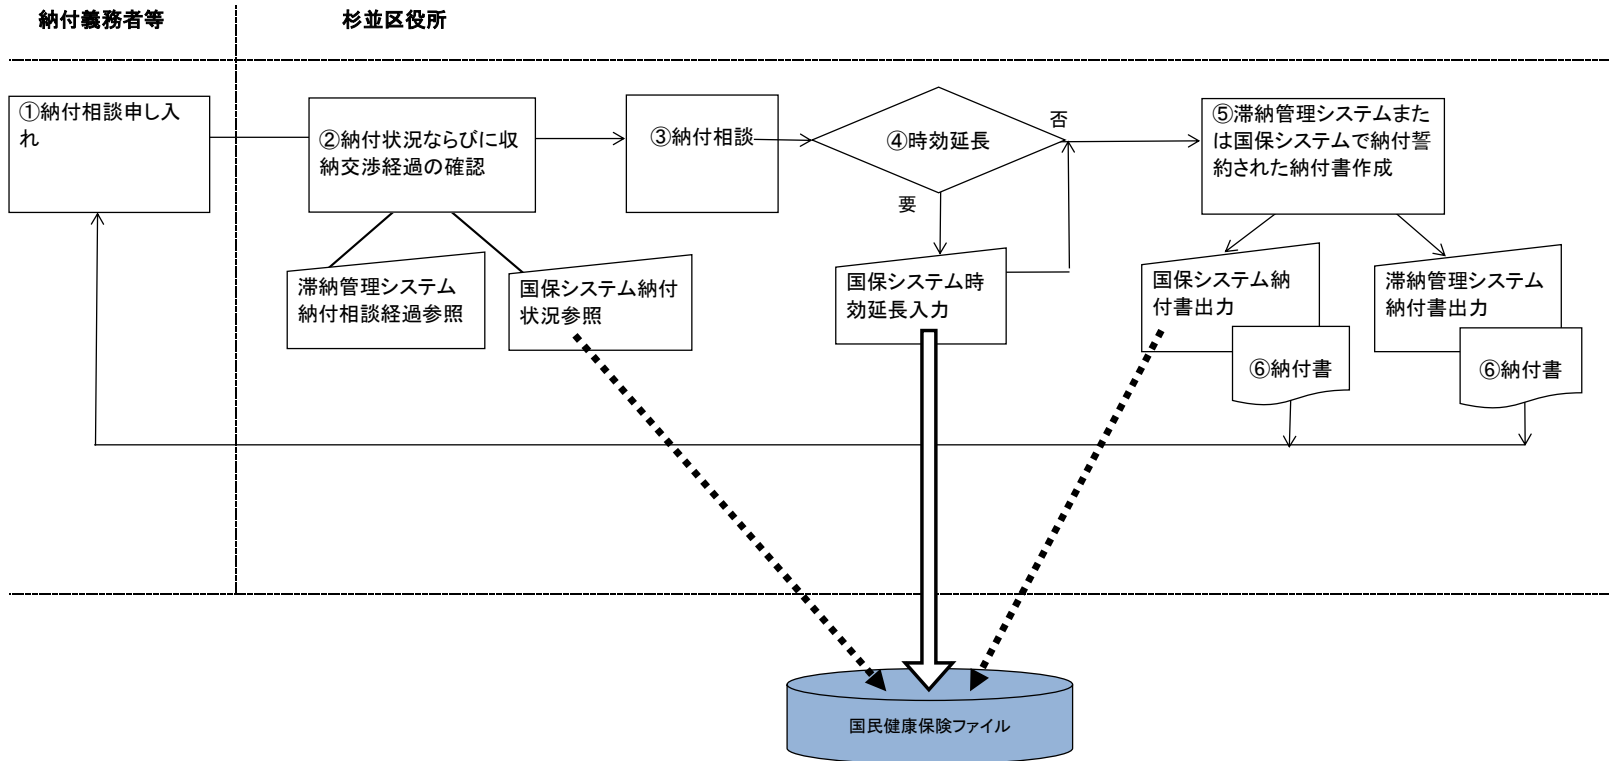 納付義務者等
杉並区役所
①納付相談申し入
れ
②納付状況ならびに収
納交渉経過の確認
③納付相談
④時効延長
否
要
⑤滞納管理システムまた
は国保システムで納付誓
約された納付書作成
滞納管理システム
納付相談経過参照
国保システム納付
状況参照
国保システム時
効延長入力
国保システム納
付書出力
滞納管理システム
納付書出力
⑥納付書
⑥納付書
国民健康保険ファイル